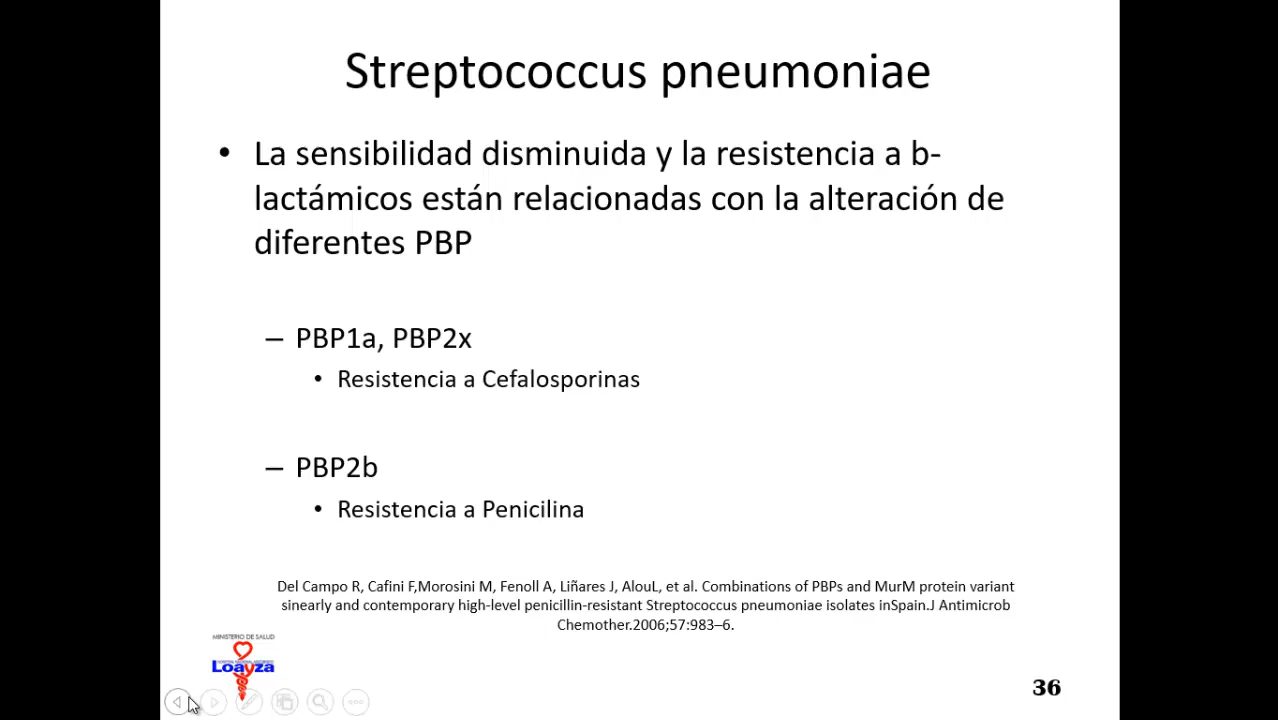 Streptococcus pneumoniae
• La sensibilidad disminuida y la resistencia a b-
lactámicos están relacionadas con la alteración de
diferentes PBP
– PBP1a, PBP2x
• Resistencia a Cefalosporinas
– PBP2b
• Resistencia a Penicilina
Del Campo R, Cafini F,Morosini M, Fenoll A, Liñares J, AlouL, et al. Combinations of PBPs and MurM protein variant
sinearly and contemporary high-level penicillin-resistant Streptococcus pneumoniae isolates inSpain.J Antimicrob
Chemother.2006;57:983–6.
MINISTERIO DE SALUD
Loayza
36